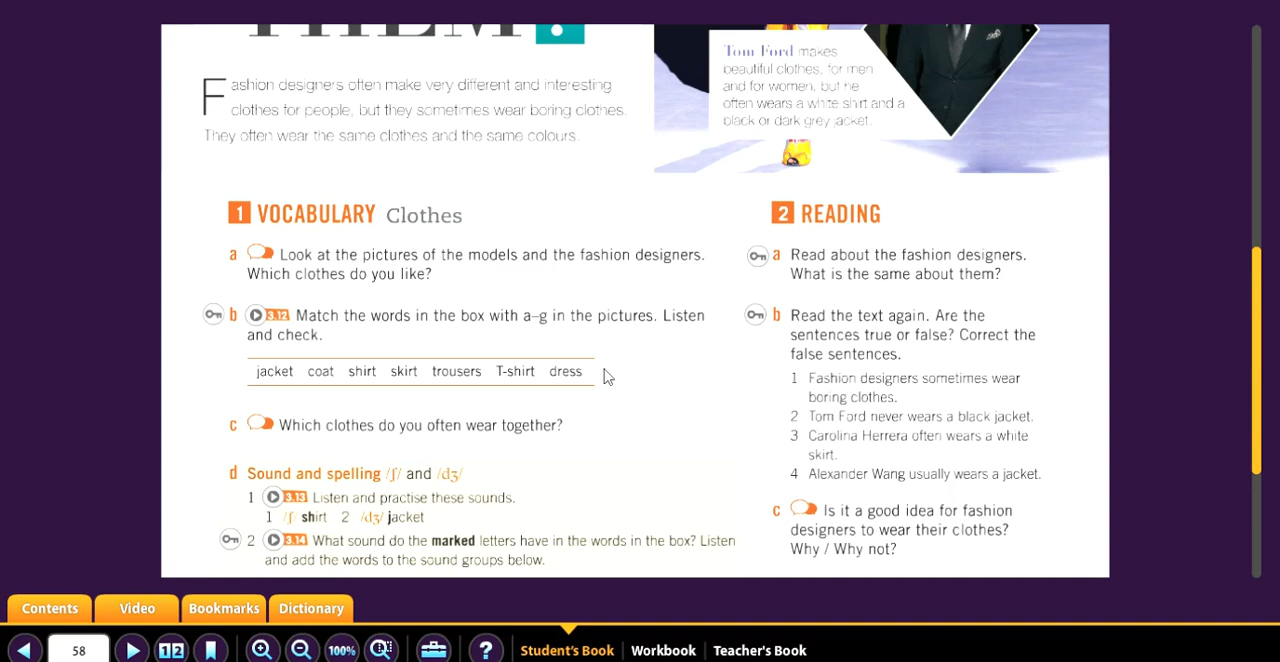 THEM?
Fashion designers often make very different and interesting
clothes for people, but they sometimes wear boring clothes.
They often wear the same clothes and the same colours.
Tom Ford makes
beautiful clothes, for men
and for women, but he
often wears a white shirt and a
black or dark grey jacket.
1 VOCABULARY Clothes
a Look at the pictures of the models and the fashion designers.
Which clothes do you like?
b 3.12 Match the words in the box with a–g in the pictures. Listen
and check.
jacket coat shirt skirt trousers T-shirt dress
c Which clothes do you often wear together?
d Sound and spelling /ʃ/ and /dʒ/
1 3.13 Listen and practise these sounds.
1 /ʃ/ shirt 2 /dʒ/ jacket
2 3.14 What sound do the marked letters have in the words in the box? Listen
and add the words to the sound groups below.
2 READING
a Read about the fashion designers.
What is the same about them?
b Read the text again. Are the
sentences true or false? Correct the
false sentences.
1 Fashion designers sometimes wear
boring clothes.
2 Tom Ford never wears a black jacket.
3 Carolina Herrera often wears a white
skirt.
4 Alexander Wang usually wears a jacket.
c Is it a good idea for fashion
designers to wear their clothes?
Why / Why not?
Contents Video Bookmarks Dictionary
58 1 2 100% ? Student's Book Workbook Teacher's Book